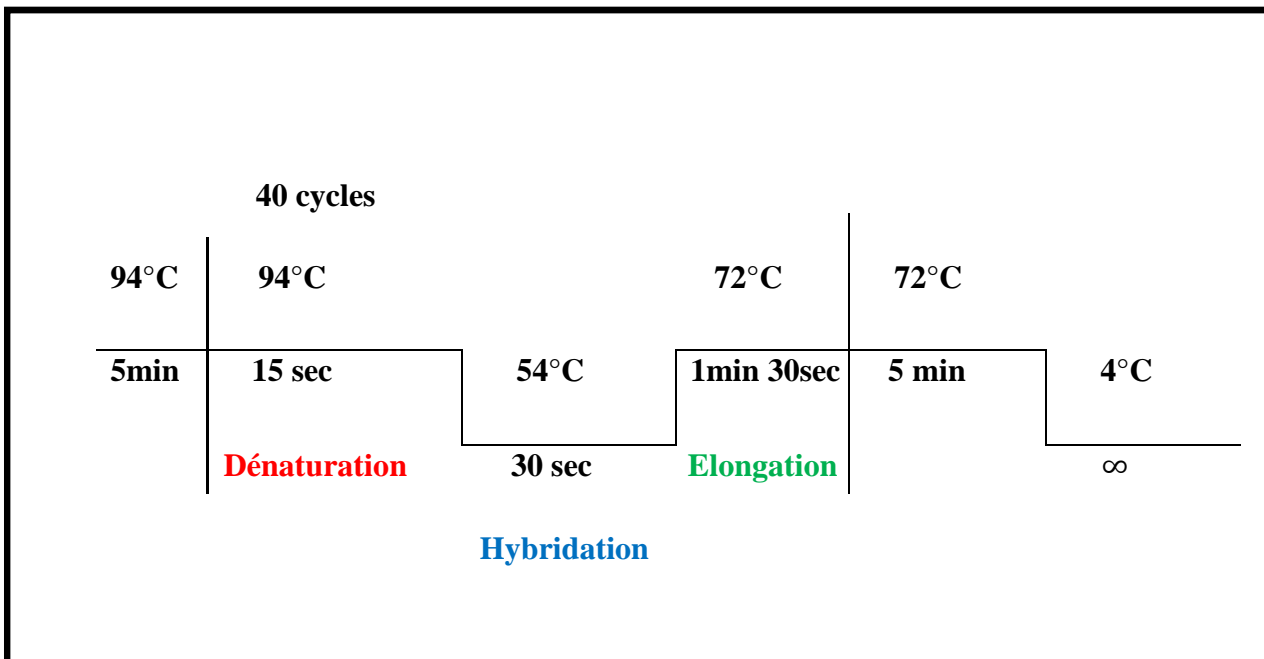 40 cycles
94°C 94°C 72°C 72°C
5min 15 sec 54°C 1min 30sec 5 min 4°C
Dénaturation 30 sec Elongation ∞
Hybridation